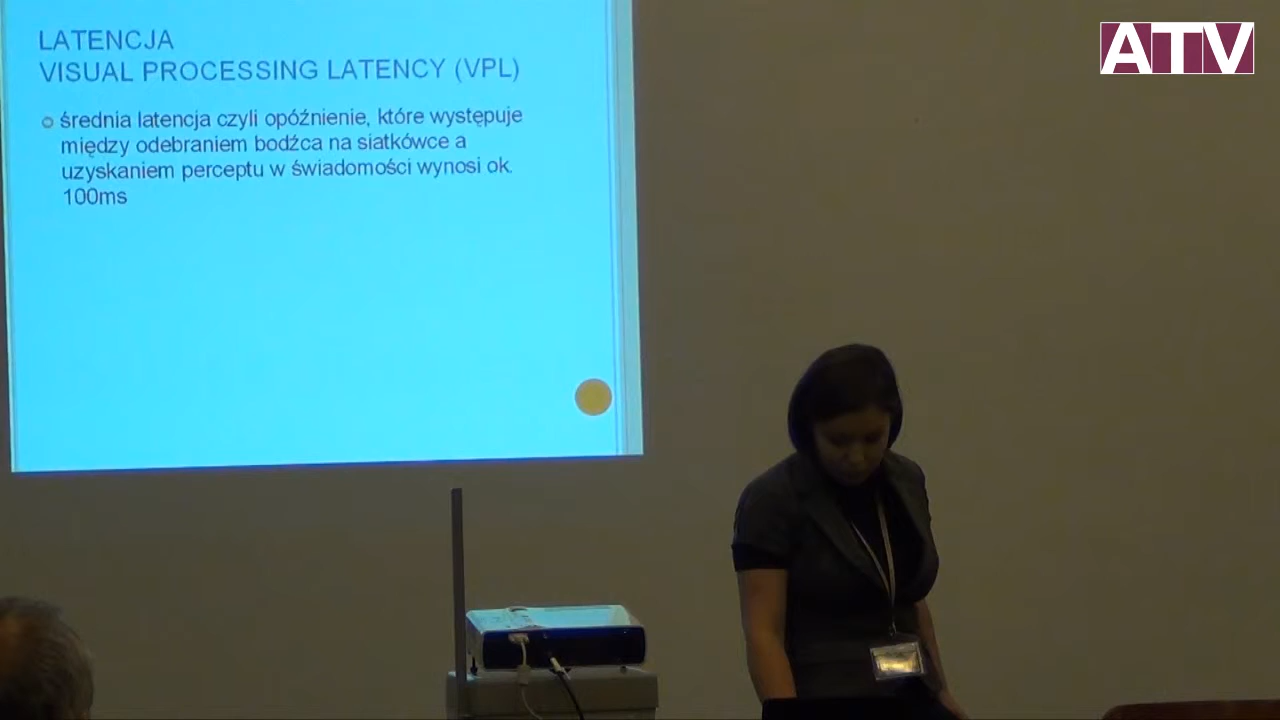 LATENCJA
VISUAL PROCESSING LATENCY (VPL)
średnia latencja czyli opóźnienie, które występuje
między odebraniem bodźca na siatkówce a
uzyskaniem perceptu w świadomości wynosi ok.
100ms
ATV